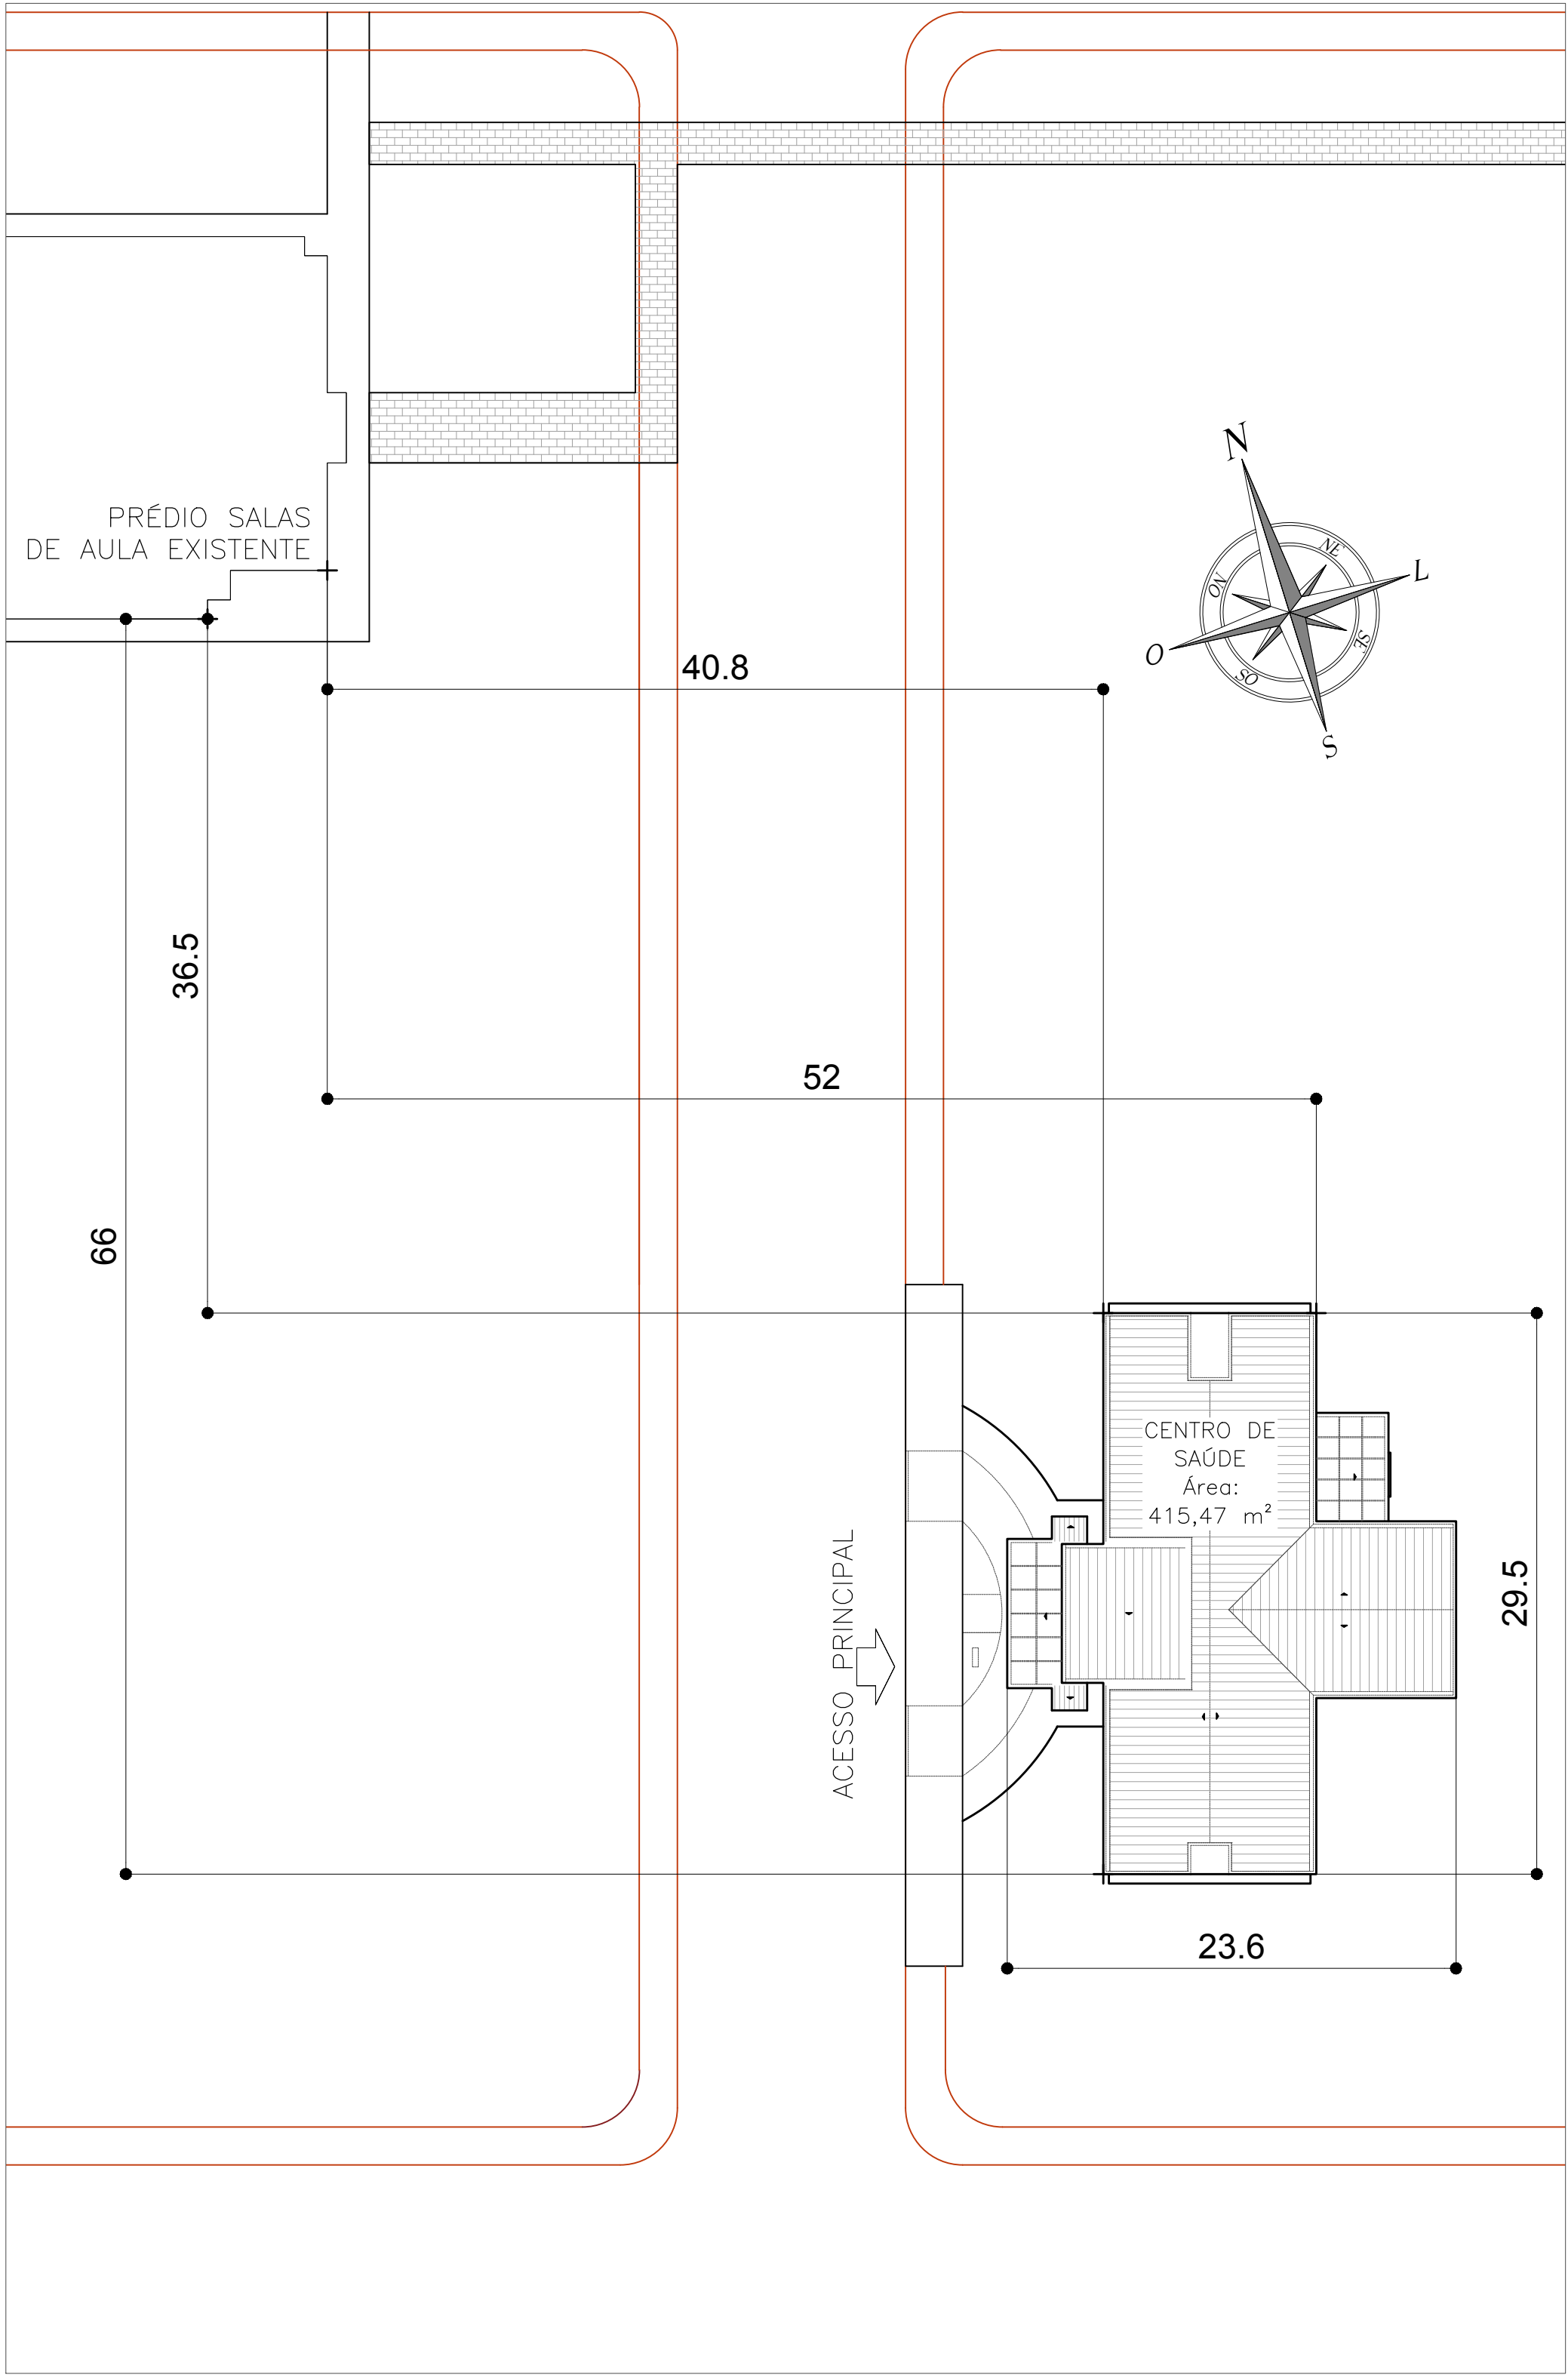 PRÉDIO SALAS
DE AULA EXISTENTE
N
NE
L
ON
SE
O
SO
S
40.8
36.5
52
66
CENTRO DE
SAÚDE
Área:
415,47 m²
ACESSO PRINCIPAL
29.5
23.6